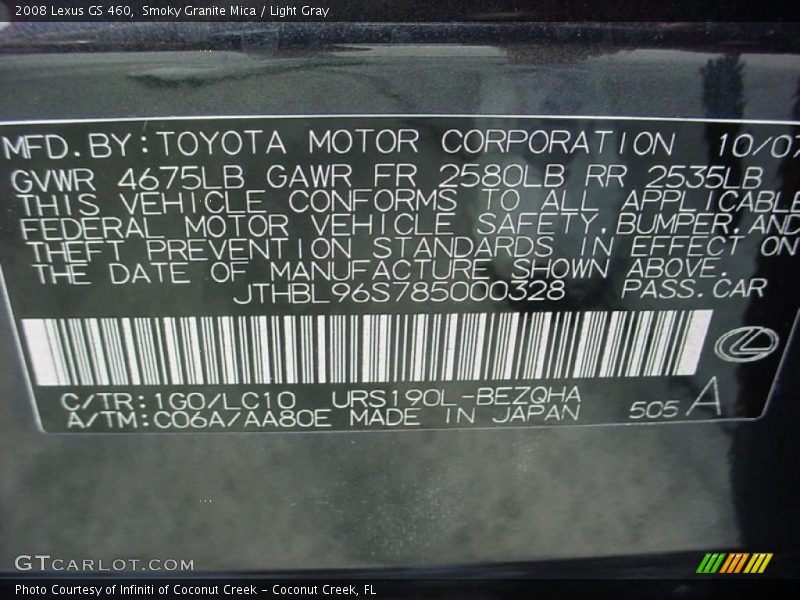 2008 Lexus GS 460, Smoky Granite Mica / Light Gray
MFD. BY: TOYOTA MOTOR CORPORATION 10/07
GVWR 4675LB GAWR FR 2580LB RR 2535LB
THIS VEHICLE CONFORMS TO ALL APPLICABLE
FEDERAL MOTOR VEHICLE SAFETY, BUMPER, AND
THEFT PREVENTION STANDARDS IN EFFECT ON
THE DATE OF MANUFACTURE SHOWN ABOVE.
JTHBL96S785000328 PASS. CAR
C/TR: 1G0/LC10 URS190L-BEZQHA
A/TM: C06A/AA80E MADE IN JAPAN 505 A
GTCARLOT.COM
Photo Courtesy of Infiniti of Coconut Creek - Coconut Creek, FL